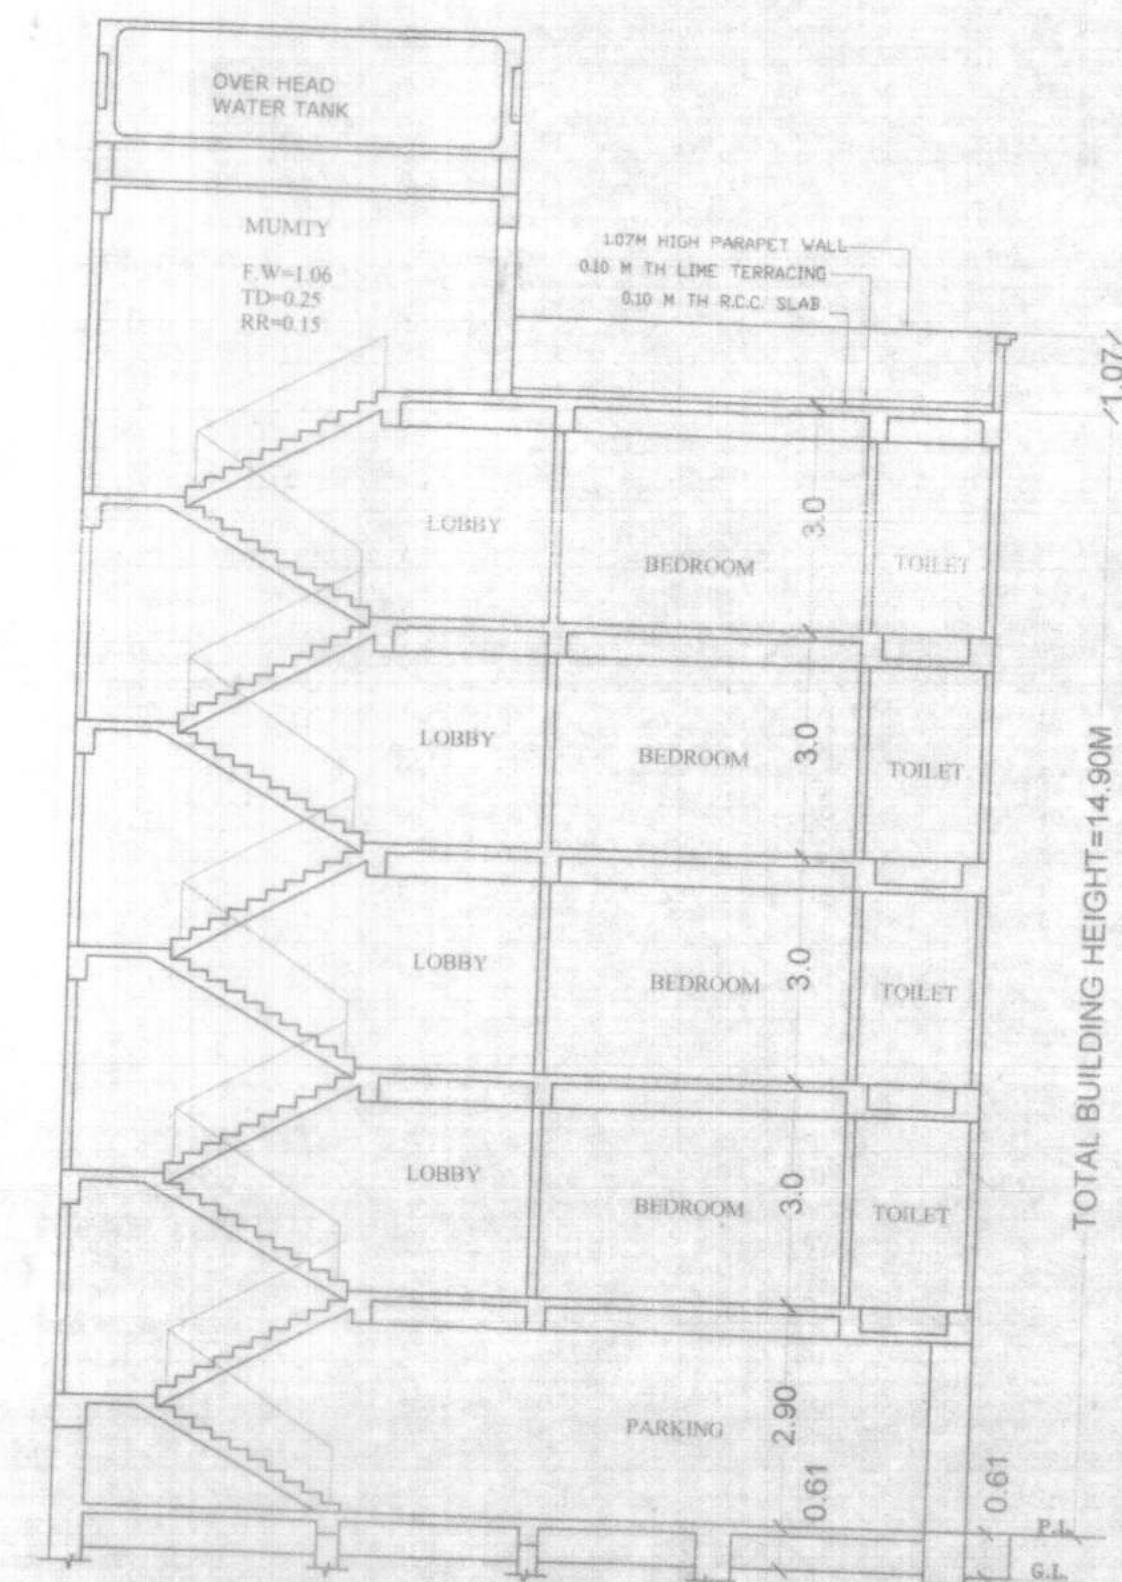 OVER HEAD
WATER TANK
MUMTY
F.W=1.06
TD=0.25
RR=0.15
1.07M HIGH PARAPET WALL
0.10 M TH LIME TERRACING
0.10 M TH R.C.C. SLAB
1.07
LOBBY
BEDROOM
3.0
TOILET
LOBBY
BEDROOM
3.0
TOILET
LOBBY
BEDROOM
3.0
TOILET
LOBBY
BEDROOM
3.0
TOILET
TOTAL BUILDING HEIGHT=14.90M
PARKING
2.90
0.61
0.61
P.L.
G.L.